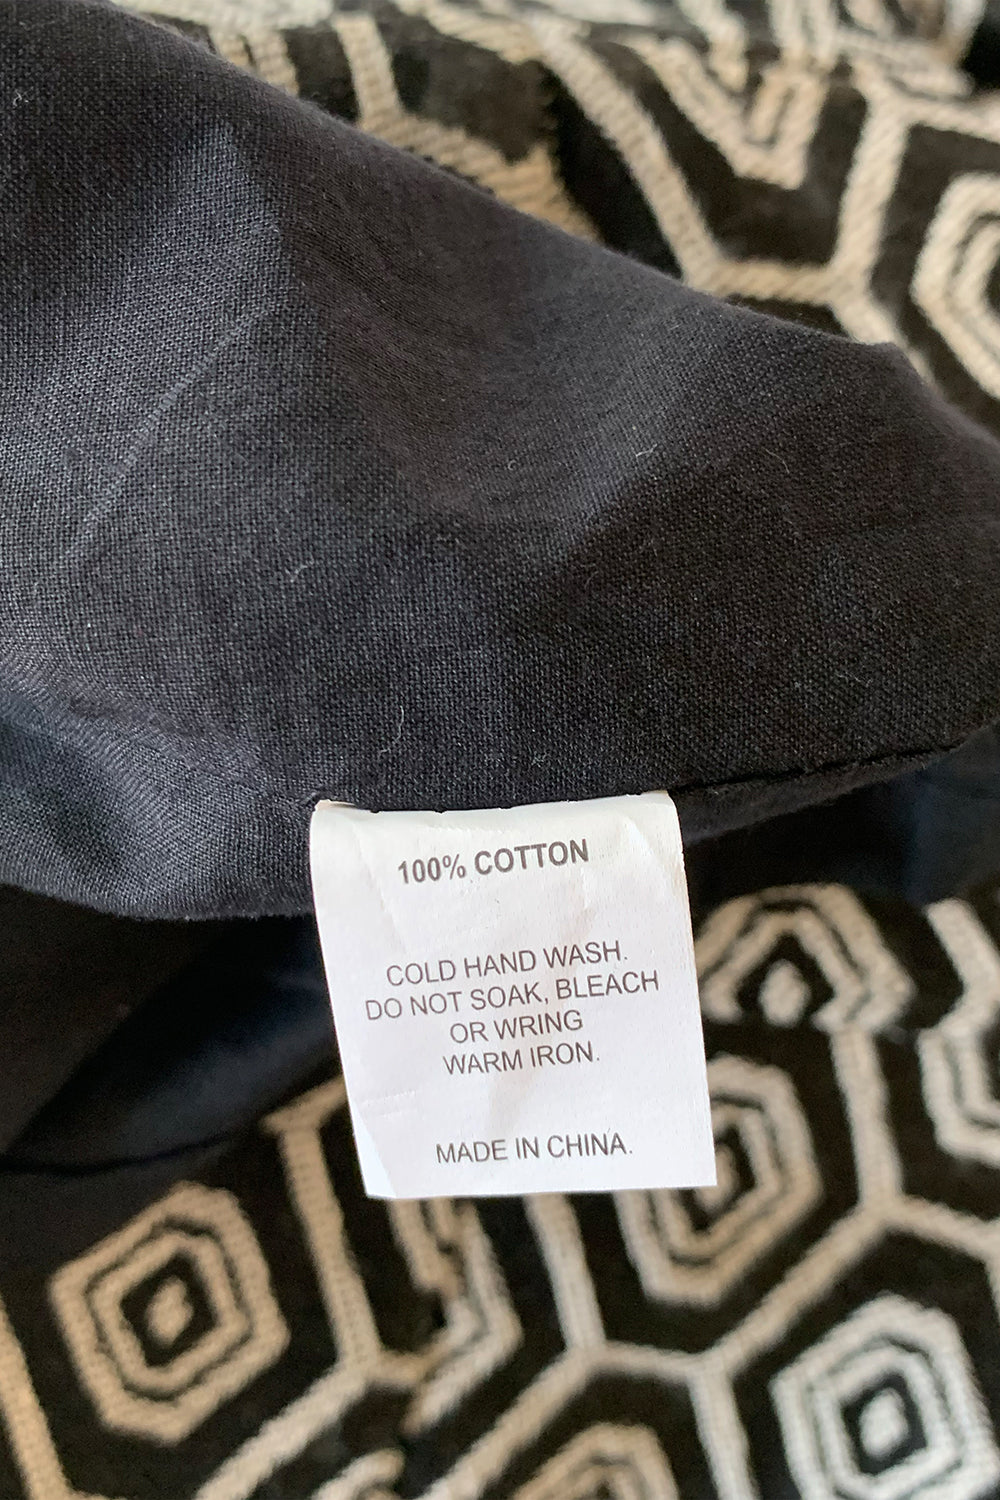 100% COTTON
COLD HAND WASH.
DO NOT SOAK, BLEACH
OR WRING
WARM IRON.
MADE IN CHINA.